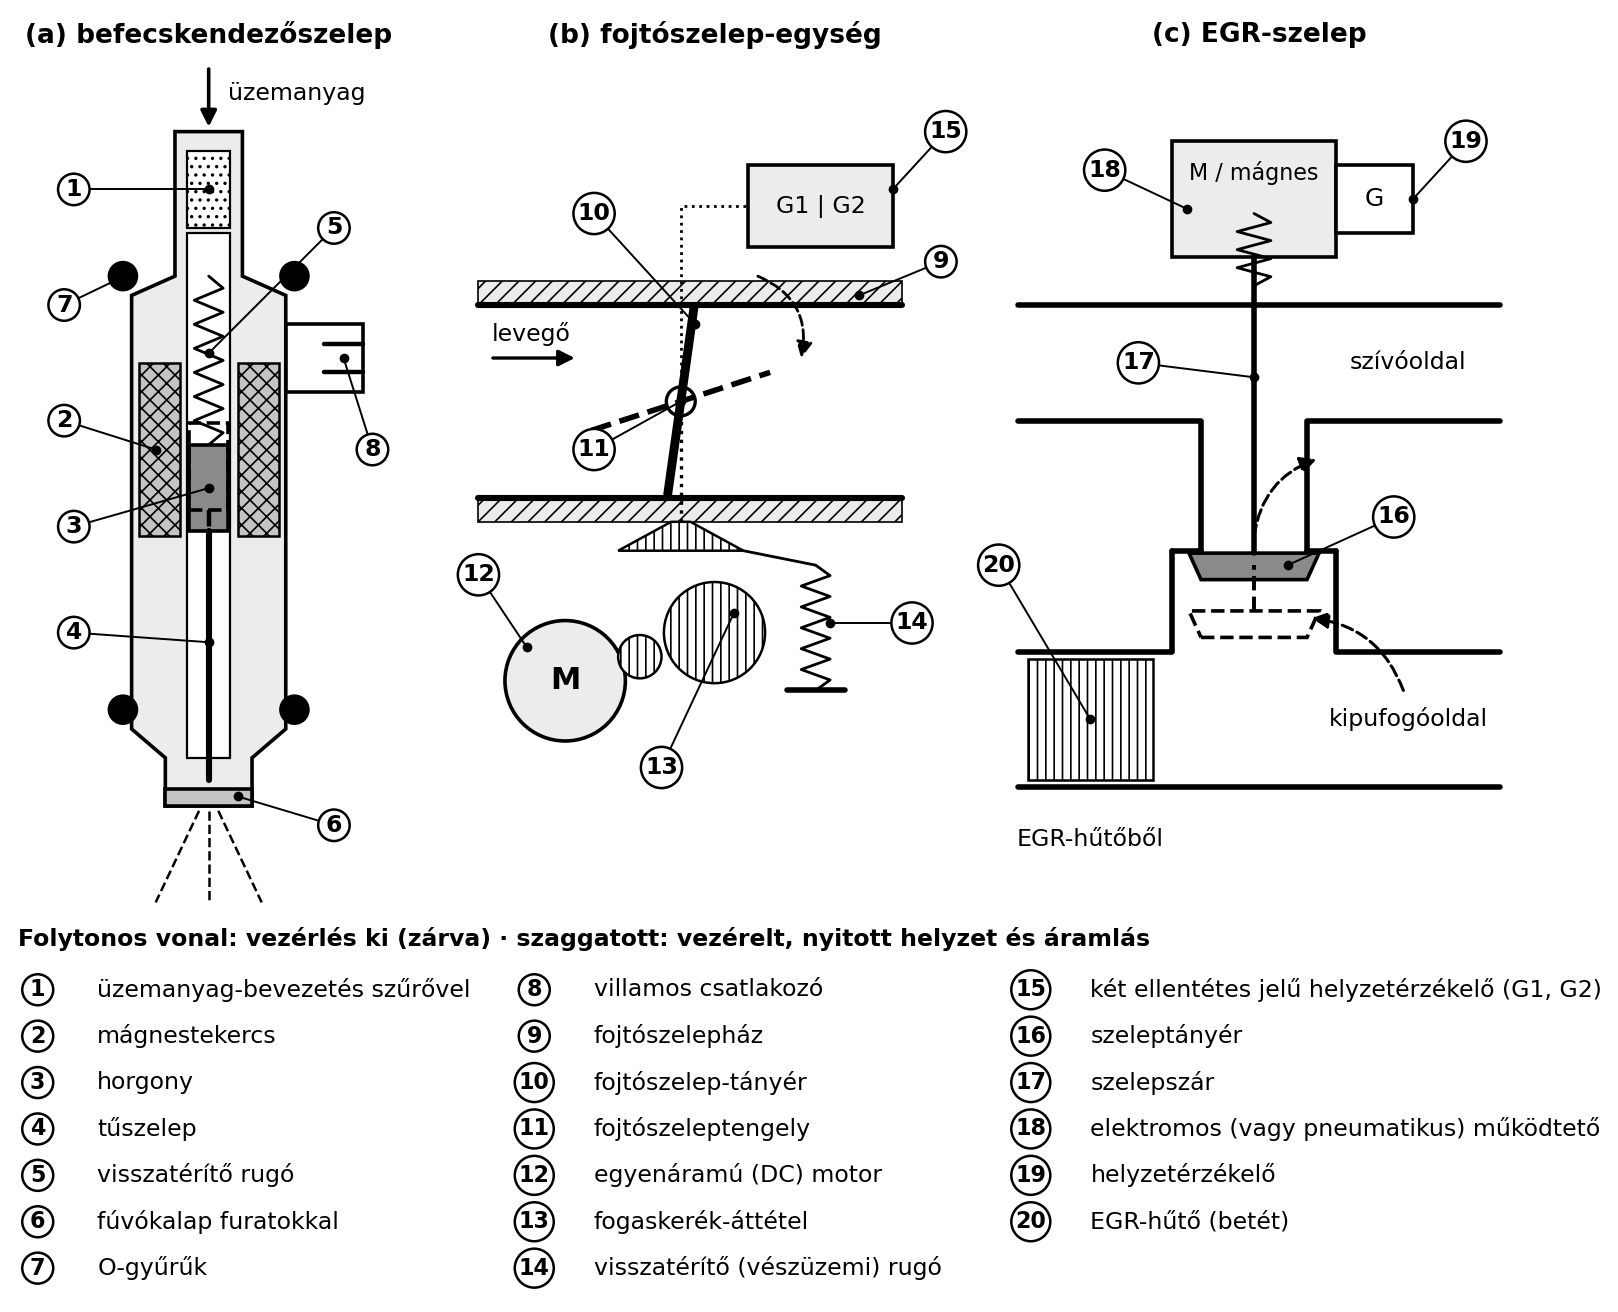 (a) befecskendezőszelep
(b) fojtószelep-egység
(c) EGR-szelep
üzemanyag
1
5
7
2
8
3
4
6
15
G1 | G2
10
9
levegő
11
12
M
14
13
18
M / mágnes
G
19
17
szívóoldal
16
20
kipufogóoldal
EGR-hűtőből
Folytonos vonal: vezérlés ki (zárva) · szaggatott: vezérelt, nyitott helyzet és áramlás
1 üzemanyag-bevezetés szűrővel
2 mágnestekercs
3 horgony
4 tűszelep
5 visszatérítő rugó
6 fúvókalap furatokkal
7 O-gyűrűk
8 villamos csatlakozó
9 fojtószelepház
10 fojtószelep-tányér
11 fojtószeleptengely
12 egyenáramú (DC) motor
13 fogaskerék-áttétel
14 visszatérítő (vészüzemi) rugó
15 két ellentétes jelű helyzetérzékelő (G1, G2)
16 szeleptányér
17 szelepszár
18 elektromos (vagy pneumatikus) működtető
19 helyzetérzékelő
20 EGR-hűtő (betét)